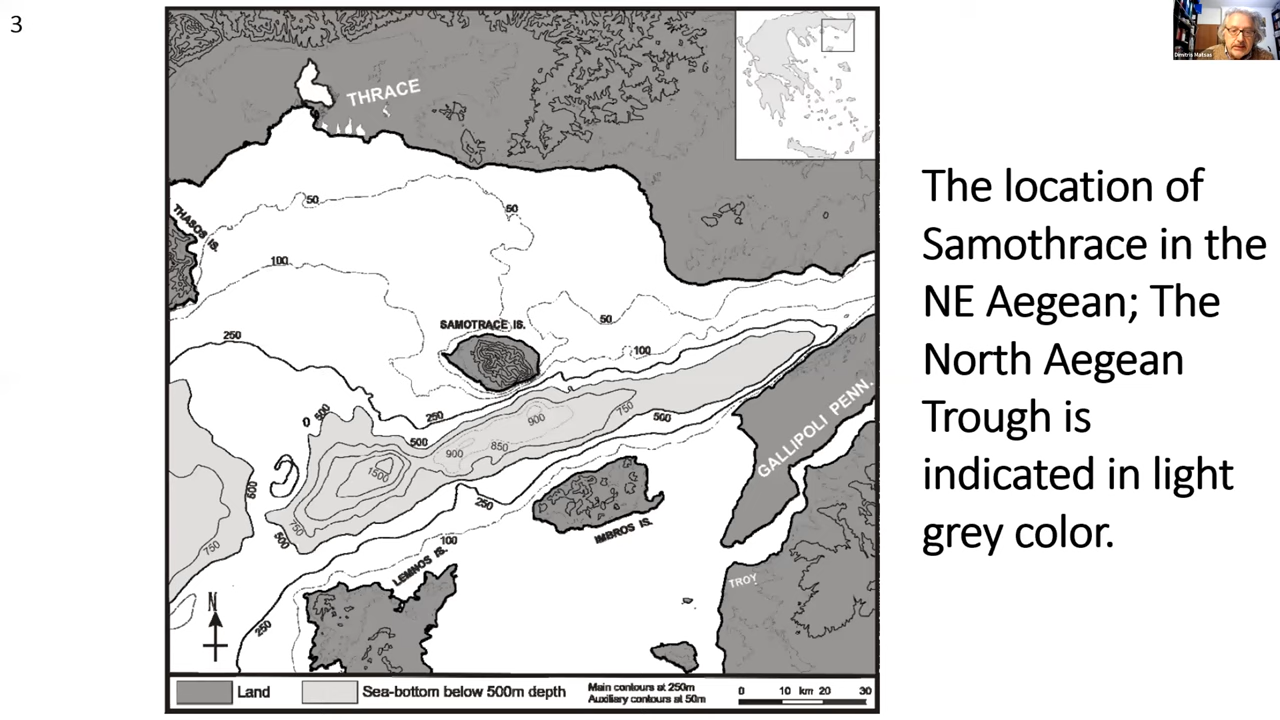 3
Dimitris Matsas
THRACE
50
50
THASOS IS.
100
SAMOTRACE IS.
50
250
100
0
500
250
750
500
500
900
850
900
1500
GALLIPOLI PENN.
250
750
500
750
IMBROS IS.
100
LEMNOS IS.
TROY
N
250
Land
Sea-bottom below 500m depth
Main contours at 250m
Auxiliary contours at 50m
0 10 km 20 30
The location of
Samothrace in the
NE Aegean; The
North Aegean
Trough is
indicated in light
grey color.